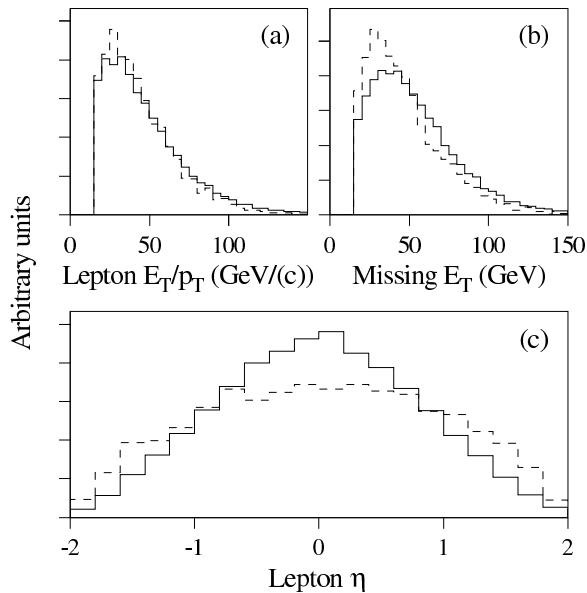 (a)
(b)
0 50 100
0 50 100 150
Lepton E_T/p_T (GeV/(c))
Missing E_T (GeV)
Arbitrary units
(c)
-2 -1 0 1 2
Lepton η